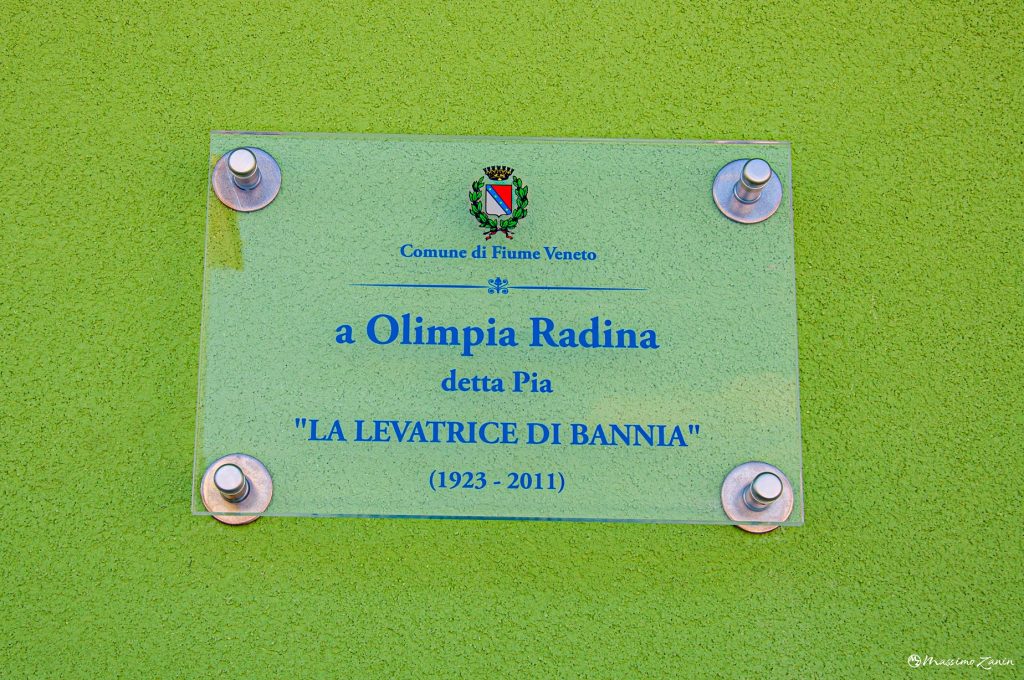 Comune di Fiume Veneto
a Olimpia Radina
detta Pia
"LA LEVATRICE DI BANNIA"
(1923 - 2011)
Massimo Zanin